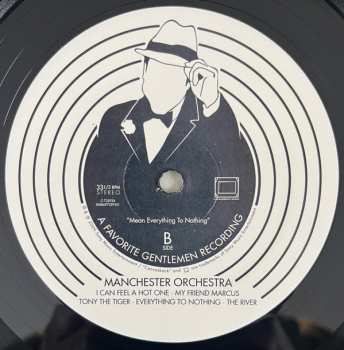 33 1/3 RPM
STEREO
"Mean Everything To Nothing"
B
SIDE
A FAVORITE GENTLEMEN RECORDING
MANCHESTER ORCHESTRA
I CAN FEEL A HOT ONE · MY FRIEND MARCUS
TONY THE TIGER · EVERYTHING TO NOTHING · THE RIVER